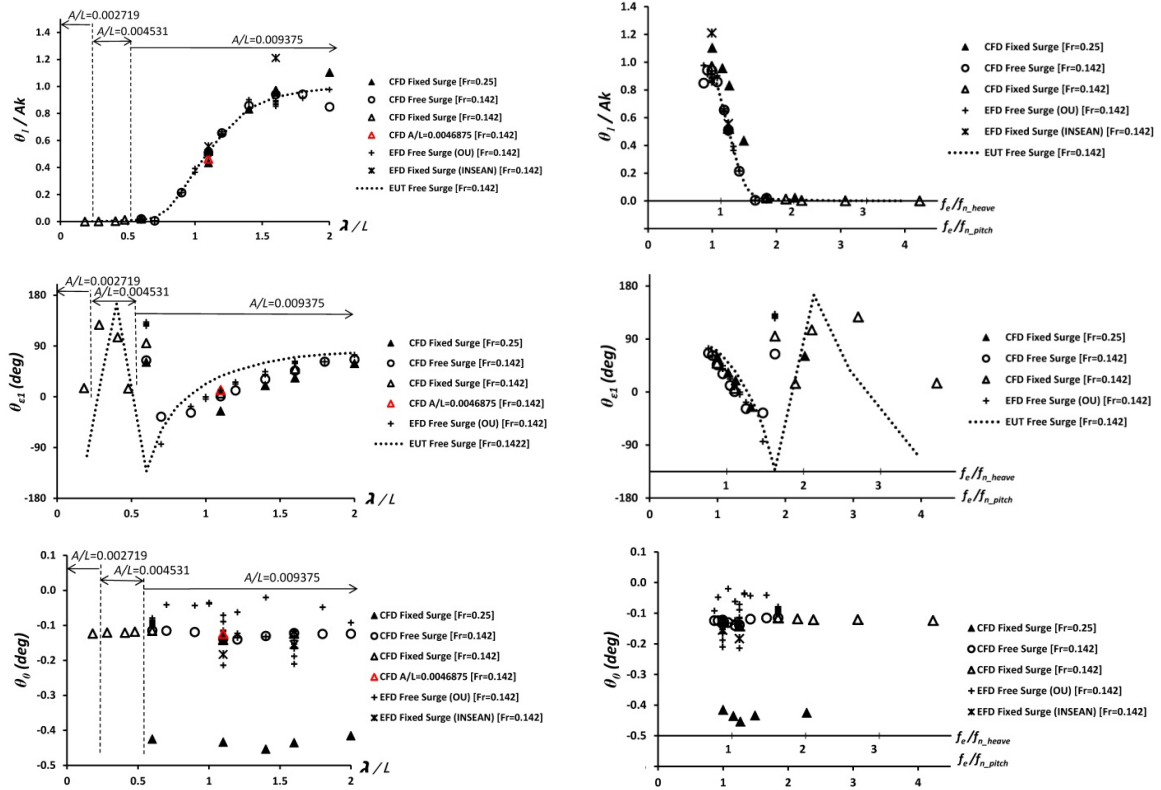 A/L=0.002719
A/L=0.004531
A/L=0.009375
1.4
1.2
1.0
0.8
0.6
0.4
0.2
0.0
θ1 / Ak
0 0.5 1 1.5 2
λ/L
CFD Fixed Surge [Fr=0.25]
CFD Free Surge [Fr=0.142]
CFD Fixed Surge [Fr=0.142]
CFD A/L=0.0046875 [Fr=0.142]
EFD Free Surge (OU) [Fr=0.142]
EFD Fixed Surge (INSEAN) [Fr=0.142]
EUT Free Surge [Fr=0.142]
1.4
1.2
1.0
0.8
0.6
0.4
0.2
0.0
θ1 / Ak
1 2 3
fe/fn_heave
0 1 2 3 4
fe/fn_pitch
CFD Fixed Surge [Fr=0.25]
CFD Free Surge [Fr=0.142]
CFD Fixed Surge [Fr=0.142]
EFD Free Surge (OU) [Fr=0.142]
EFD Fixed Surge (INSEAN) [Fr=0.142]
EUT Free Surge [Fr=0.142]
A/L=0.002719
A/L=0.004531
A/L=0.009375
180
90
0
-90
-180
θε1 (deg)
0 0.5 1 1.5 2
λ/L
CFD Fixed Surge [Fr=0.25]
CFD Free Surge [Fr=0.142]
CFD Fixed Surge [Fr=0.142]
CFD A/L=0.0046875 [Fr=0.142]
EFD Free Surge (OU) [Fr=0.142]
EUT Free Surge [Fr=0.1422]
180
90
0
-90
-180
θε1 (deg)
1 2 3
fe/fn_heave
0 1 2 3 4
fe/fn_pitch
CFD Fixed Surge [Fr=0.25]
CFD Free Surge [Fr=0.142]
CFD Fixed Surge [Fr=0.142]
EFD Free Surge (OU) [Fr=0.142]
EUT Free Surge [Fr=0.142]
A/L=0.002719
A/L=0.004531
A/L=0.009375
0.1
0.0
-0.1
-0.2
-0.3
-0.4
-0.5
θ0 (deg)
0 0.5 1 1.5 2
λ/L
CFD Fixed Surge [Fr=0.25]
CFD Free Surge [Fr=0.142]
CFD Fixed Surge [Fr=0.142]
CFD A/L=0.0046875 [Fr=0.142]
EFD Free Surge (OU) [Fr=0.142]
EFD Fixed Surge (INSEAN) [Fr=0.142]
0.1
0.0
-0.1
-0.2
-0.3
-0.4
-0.5
θ0 (deg)
1 2 3
fe/fn_heave
0 1 2 3 4
fe/fn_pitch
CFD Fixed Surge [Fr=0.25]
CFD Free Surge [Fr=0.142]
CFD Fixed Surge [Fr=0.142]
EFD Free Surge (OU) [Fr=0.142]
EFD Fixed Surge (INSEAN) [Fr=0.142]